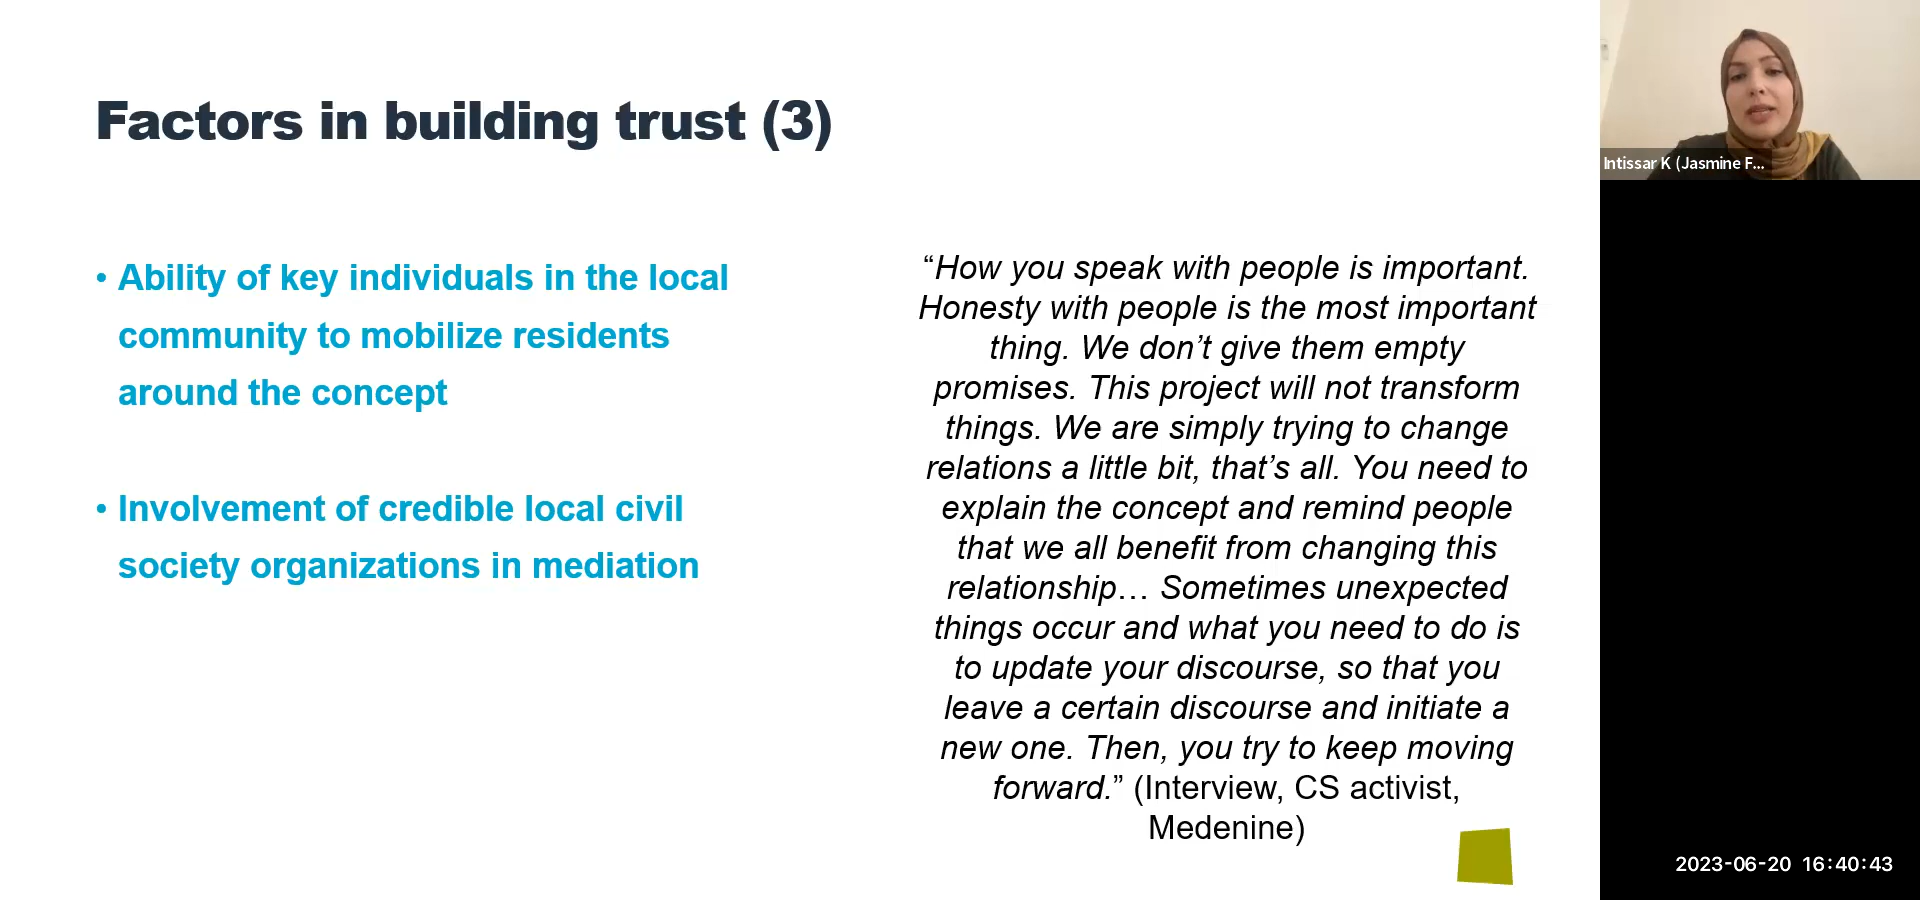 Factors in building trust (3)
• Ability of key individuals in the local
community to mobilize residents
around the concept
• Involvement of credible local civil
society organizations in mediation
“How you speak with people is important.
Honesty with people is the most important
thing. We don’t give them empty
promises. This project will not transform
things. We are simply trying to change
relations a little bit, that’s all. You need to
explain the concept and remind people
that we all benefit from changing this
relationship… Sometimes unexpected
things occur and what you need to do is
to update your discourse, so that you
leave a certain discourse and initiate a
new one. Then, you try to keep moving
forward.” (Interview, CS activist,
Medenine)
Intissar K (Jasmine F...
2023-06-20 16:40:43